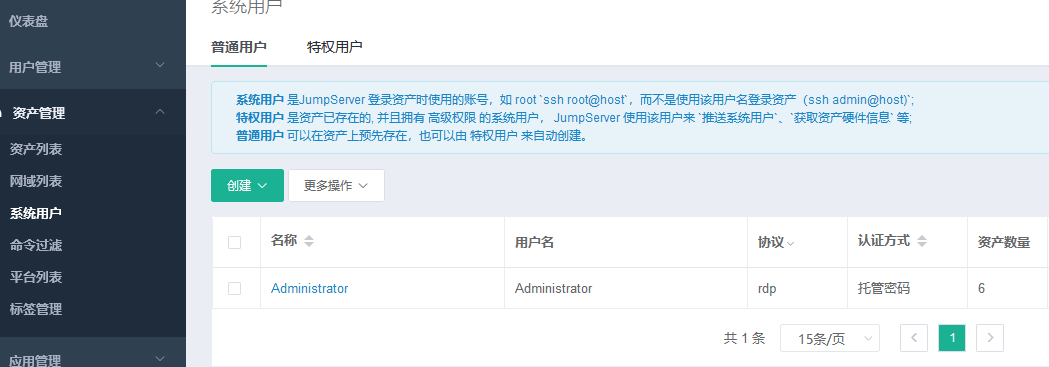 系统用户
仪表盘
用户管理
资产管理
资产列表
网域列表
系统用户
命令过滤
平台列表
标签管理
应用管理
普通用户 特权用户
系统用户 是JumpServer 登录资产时使用的账号，如 root `ssh root@host`，而不是使用该用户名登录资产（ssh admin@host)`;
特权用户 是资产已存在的, 并且拥有 高级权限 的系统用户， JumpServer 使用该用户来 `推送系统用户`、`获取资产硬件信息` 等;
普通用户 可以在资产上预先存在，也可以由 特权用户 来自动创建。
创建 更多操作
名称 用户名 协议 认证方式 资产数量
Administrator Administrator rdp 托管密码 6
共 1 条 15条/页 1